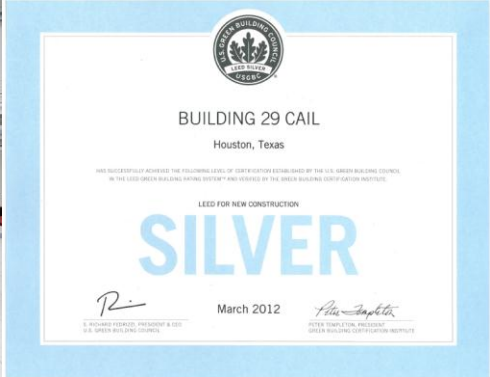 U.S. GREEN BUILDING COUNCIL
LEED SILVER
USGBC
BUILDING 29 CAIL
Houston, Texas
HAS SUCCESSFULLY ACHIEVED THE FOLLOWING LEVEL OF CERTIFICATION ESTABLISHED BY THE U.S. GREEN BUILDING COUNCIL
IN THE LEED GREEN BUILDING RATING SYSTEM™ AND VERIFIED BY THE GREEN BUILDING CERTIFICATION INSTITUTE.
LEED FOR NEW CONSTRUCTION
SILVER
March 2012
Peter Templeton
S. RICHARD FEDRIZZI, PRESIDENT & CEO
U.S. GREEN BUILDING COUNCIL
PETER TEMPLETON, PRESIDENT
GREEN BUILDING CERTIFICATION INSTITUTE